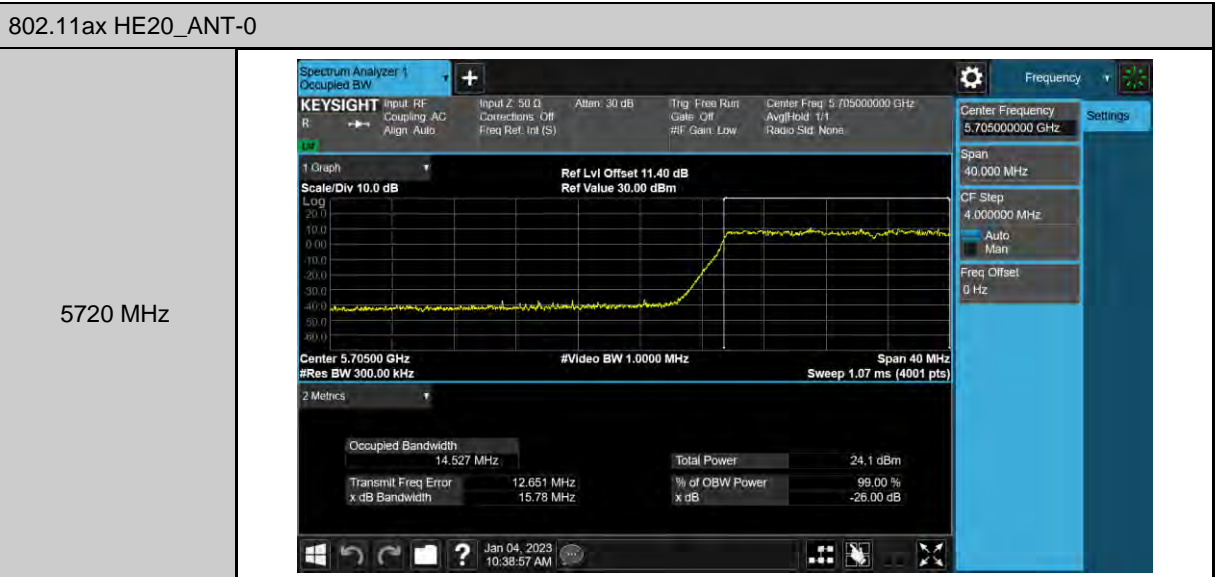 802.11ax HE20_ANT-0
5720 MHz
Spectrum Analyzer 1
Occupied BW
+
Frequency
KEYSIGHT
R
Input: RF
Coupling: AC
Align: Auto
Input Z: 50 Ω
Corrections: Off
Freq Ref: Int (S)
Atten: 30 dB
Trig: Free Run
Gate: Off
#IF Gain: Low
Center Freq: 5.705000000 GHz
Avg|Hold: 1/1
Radio Std: None
Center Frequency
5.705000000 GHz
Settings
Span
40.000 MHz
CF Step
4.000000 MHz
Auto
Man
Freq Offset
0 Hz
1 Graph
Scale/Div 10.0 dB
Ref Lvl Offset 11.40 dB
Ref Value 30.00 dBm
Log
20.0
10.0
0.00
-10.0
-20.0
-30.0
-40.0
-50.0
-60.0
Center 5.70500 GHz
#Video BW 1.0000 MHz
Span 40 MHz
#Res BW 300.00 kHz
Sweep 1.07 ms (4001 pts)
2 Metrics
Occupied Bandwidth
14.527 MHz
Total Power 24.1 dBm
Transmit Freq Error 12.651 MHz
% of OBW Power 99.00 %
x dB Bandwidth 15.78 MHz
x dB -26.00 dB
?
Jan 04, 2023
10:38:57 AM